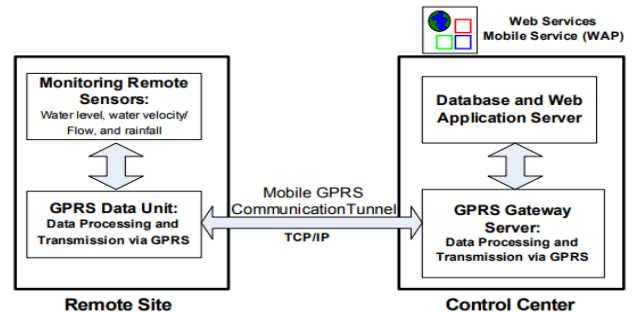 Web Services
Mobile Service (WAP)
Monitoring Remote
Sensors:
Water level, water velocity/
Flow, and rainfall
GPRS Data Unit:
Data Processing and
Transmission via GPRS
Remote Site
Mobile GPRS
CommunicationTunnel
TCP/IP
Database and Web
Application Server
GPRS Gateway
Server:
Data Processing and
Transmission via GPRS
Control Center